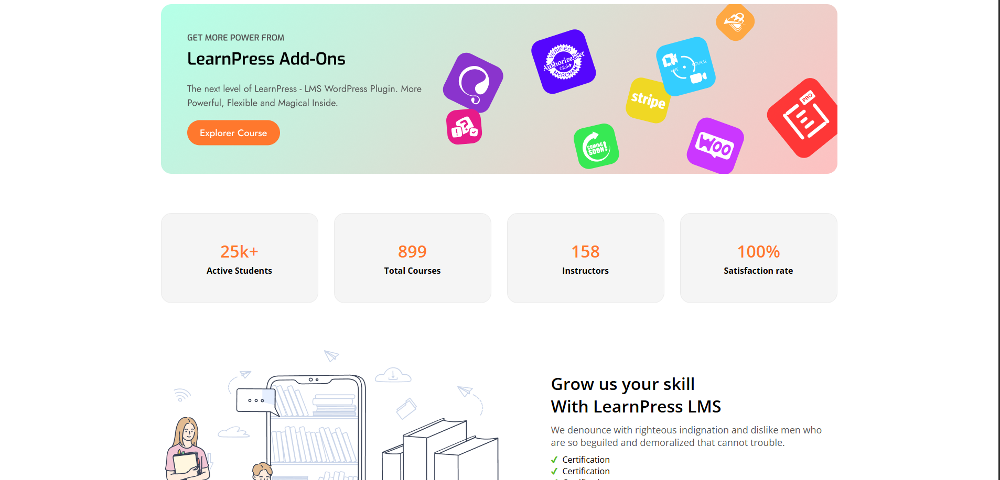 GET MORE POWER FROM
LearnPress Add-Ons
The next level of LearnPress - LMS WordPress Plugin. More
Powerful, Flexible and Magical Inside.
Explorer Course
VERIFIED
Authorize.Net
Click
MERCHANT
LIVE
COURSE
stripe
PRO
COMING
SOON!
WOO
25k+
Active Students
899
Total Courses
158
Instructors
100%
Satisfaction rate
Grow us your skill
With LearnPress LMS
We denounce with righteous indignation and dislike men who
are so beguiled and demoralized that cannot trouble.
Certification
Certification